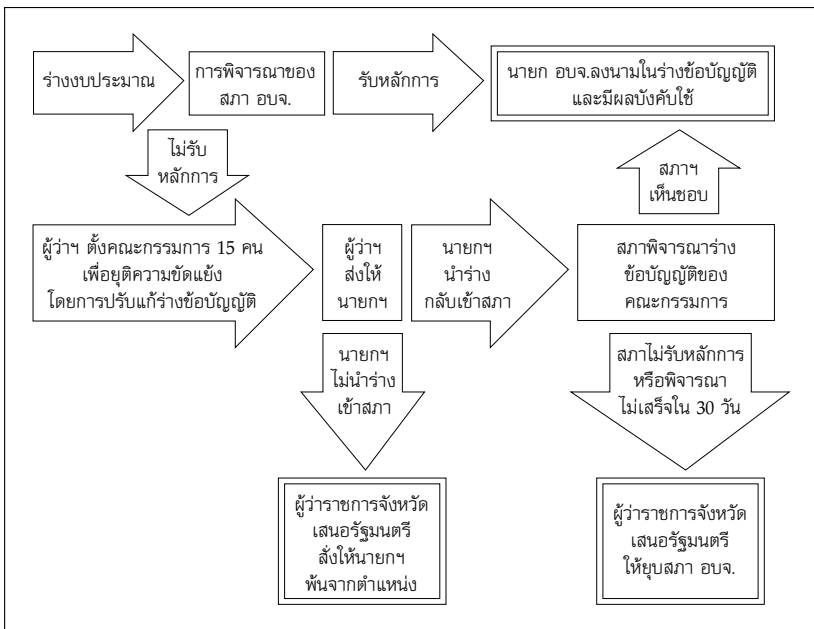 ร่างงบประมาณ
การพิจารณาของ
สภา อบจ.
รับหลักการ
นายก อบจ.ลงนามในร่างข้อบัญญัติ
และมีผลบังคับใช้
ไม่รับ
หลักการ
สภาฯ
เห็นชอบ
ผู้ว่าฯ ตั้งคณะกรรมการ 15 คน
เพื่อยุติความขัดแย้ง
โดยการปรับแก้ร่างข้อบัญญัติ
ผู้ว่าฯ
ส่งให้
นายกฯ
นายกฯ
นำร่าง
กลับเข้าสภา
สภาพิจารณาร่าง
ข้อบัญญัติของ
คณะกรรมการ
นายกฯ
ไม่นำร่าง
เข้าสภา
สภาไม่รับหลักการ
หรือพิจารณา
ไม่เสร็จใน 30 วัน
ผู้ว่าราชการจังหวัด
เสนอรัฐมนตรี
สั่งให้นายกฯ
พ้นจากตำแหน่ง
ผู้ว่าราชการจังหวัด
เสนอรัฐมนตรี
ให้ยุบสภา อบจ.